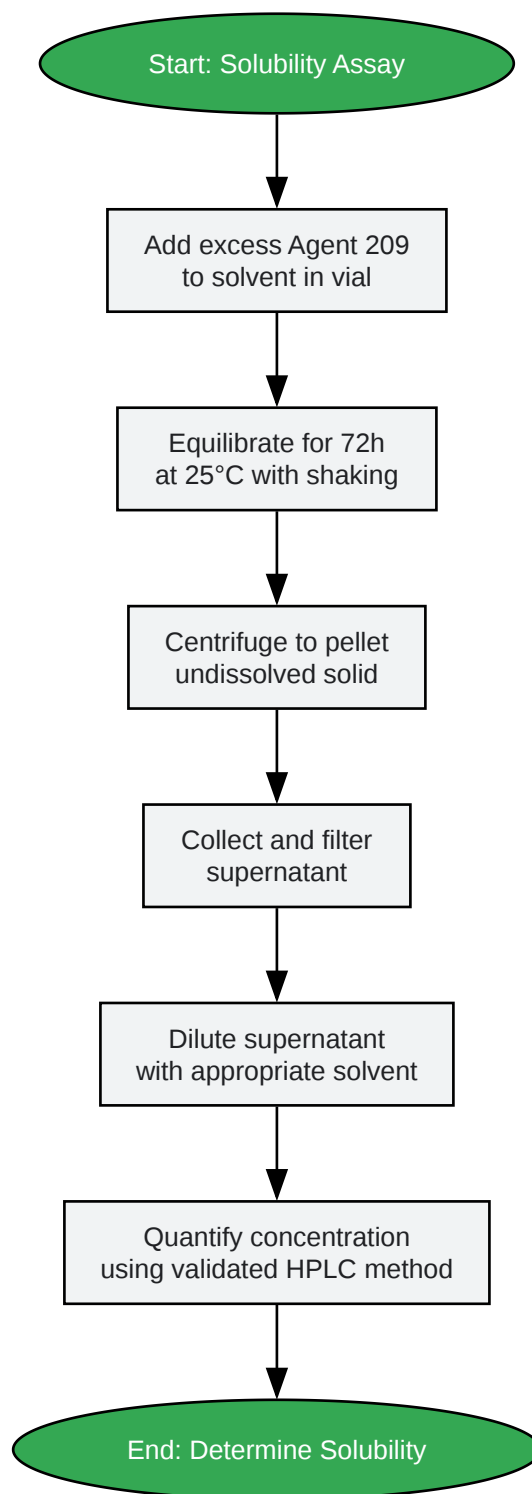 Start: Solubility Assay
Add excess Agent 209
to solvent in vial
Equilibrate for 72h
at 25°C with shaking
Centrifuge to pellet
undissolved solid
Collect and filter
supernatant
Dilute supernatant
with appropriate solvent
Quantify concentration
using validated HPLC method
End: Determine Solubility